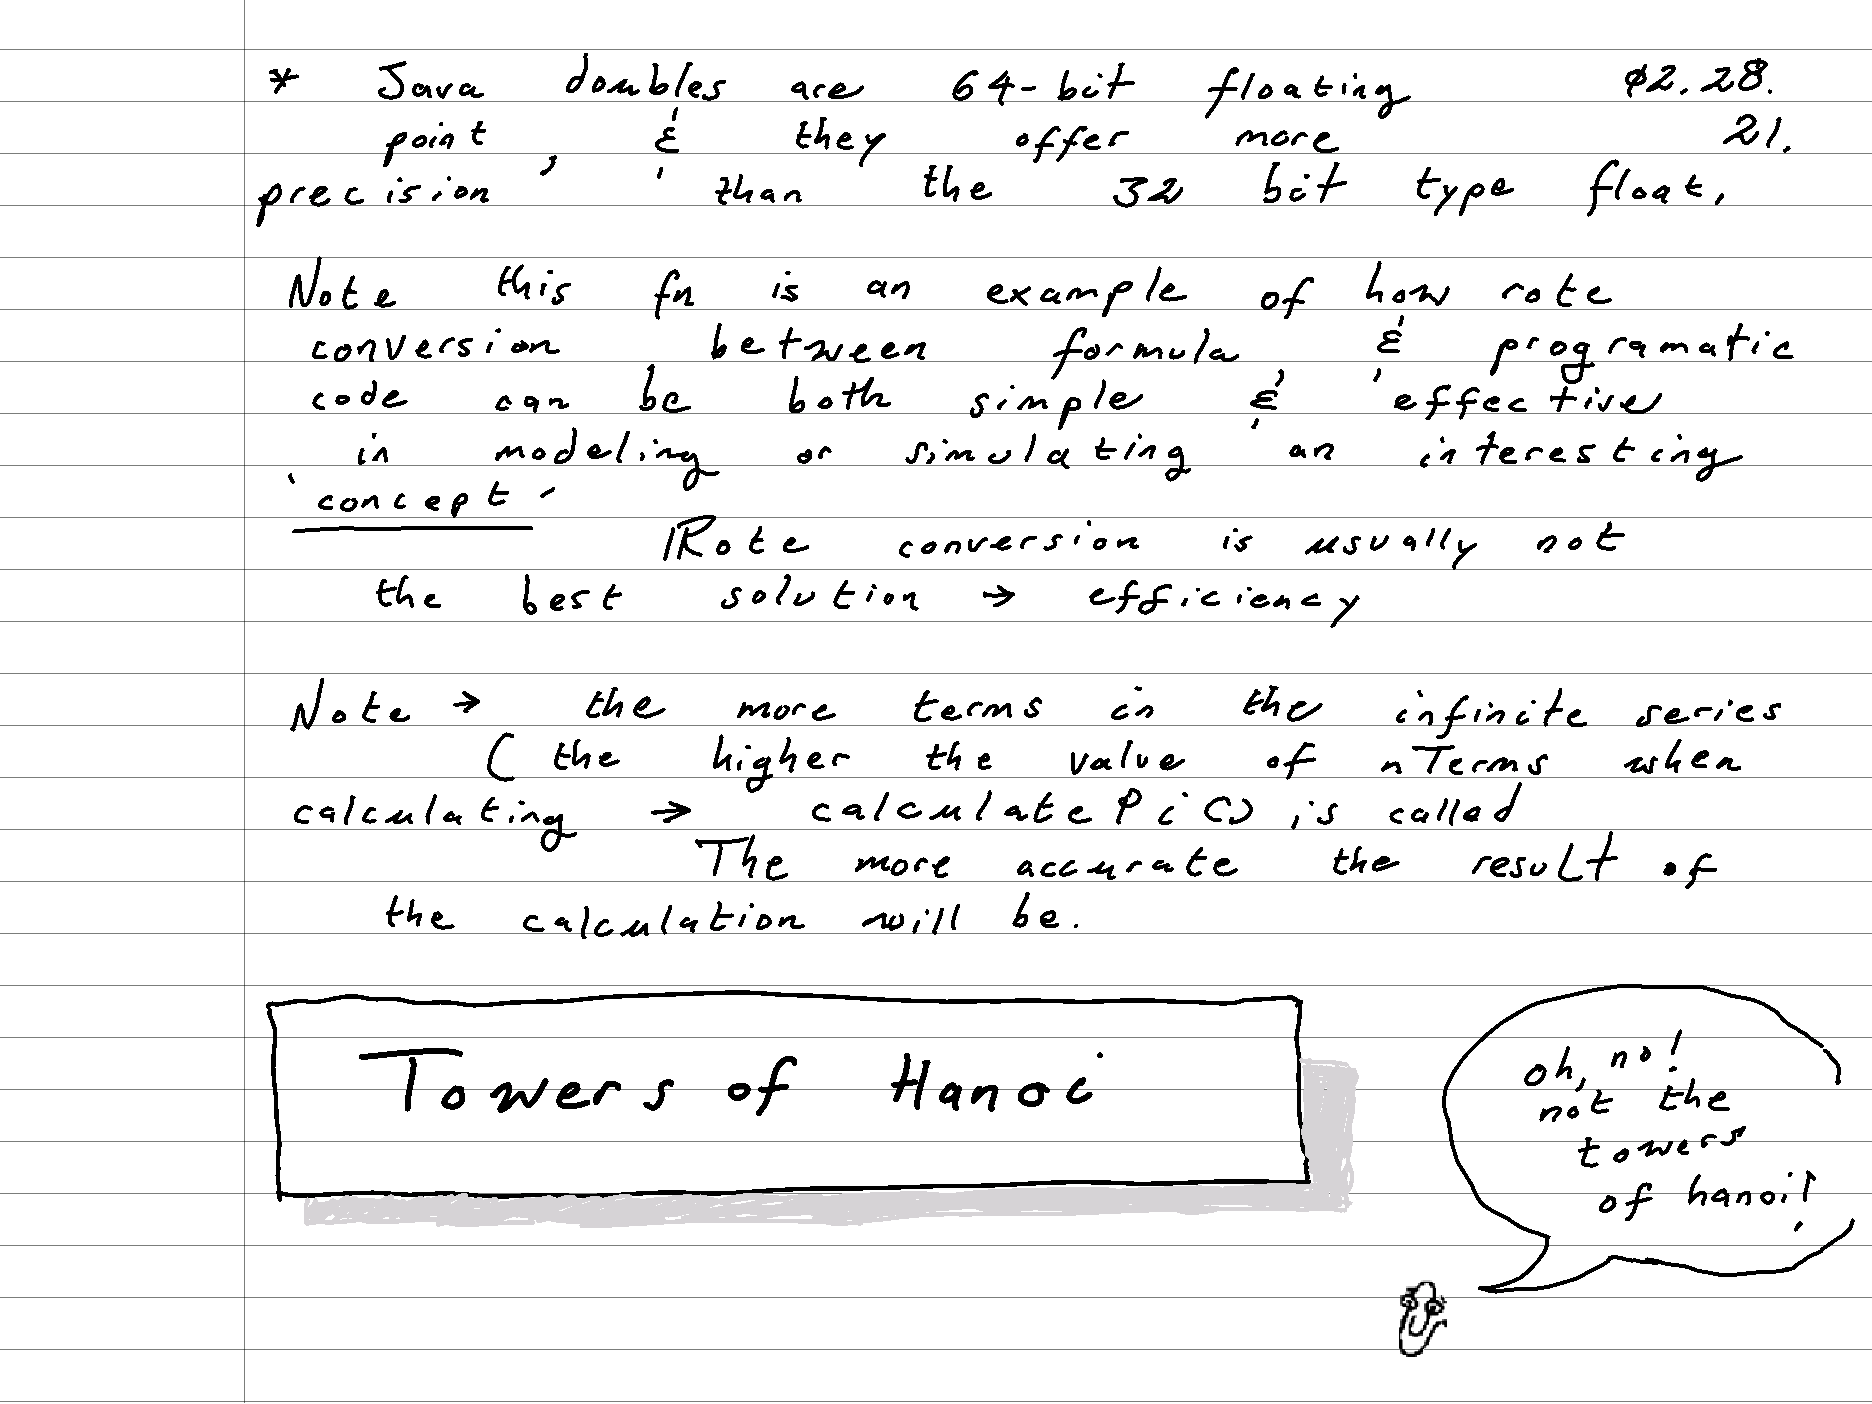 * Java doubles are 64-bit floating ø2.28.
point, & they offer more 21.
precision than the 32 bit type float,
Note this fn is an example of how rote
conversion between formula & programatic
code can be both simple, & effective
in modeling or simulating an interesting
'concept'
Rote conversion is usually not
the best solution → efficiency
Note → the more terms in the infinite series
( the higher the value of nTerms when
calculating → calculatePi() is called
The more accurate the result of
the calculation will be.
Towers of Hanoi
oh, no!
not the
towers
of hanoi!